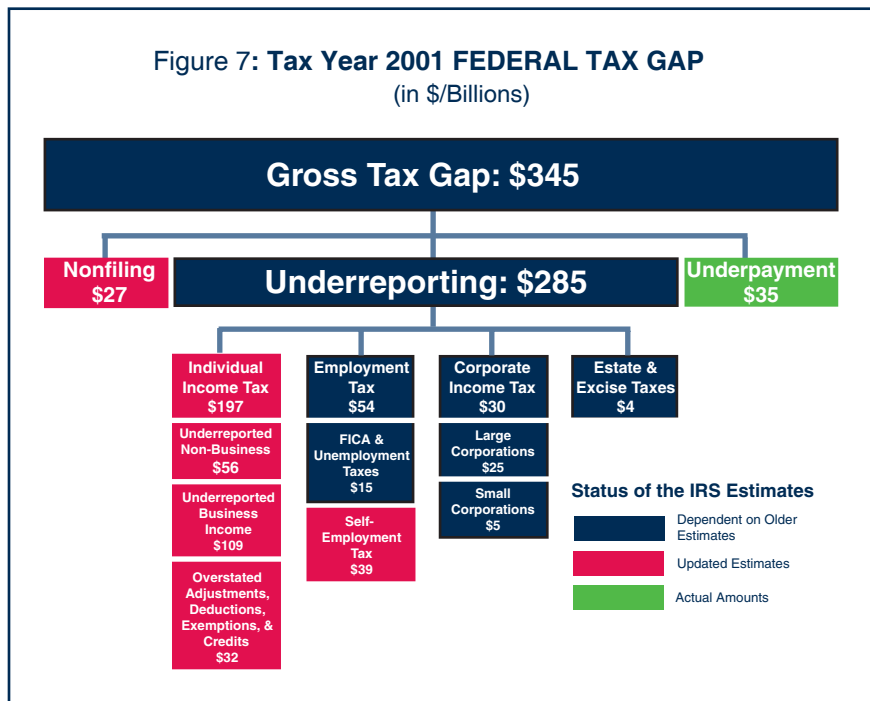 Figure 7: Tax Year 2001 FEDERAL TAX GAP
(in $/Billions)
Gross Tax Gap: $345
Nonfiling
$27
Underreporting: $285
Underpayment
$35
Individual
Income Tax
$197
Underreported
Non-Business
$56
Underreported
Business
Income
$109
Overstated
Adjustments,
Deductions,
Exemptions, &
Credits
$32
Employment
Tax
$54
FICA &
Unemployment
Taxes
$15
Self-
Employment
Tax
$39
Corporate
Income Tax
$30
Large
Corporations
$25
Small
Corporations
$5
Estate &
Excise Taxes
$4
Status of the IRS Estimates
Dependent on Older
Estimates
Updated Estimates
Actual Amounts